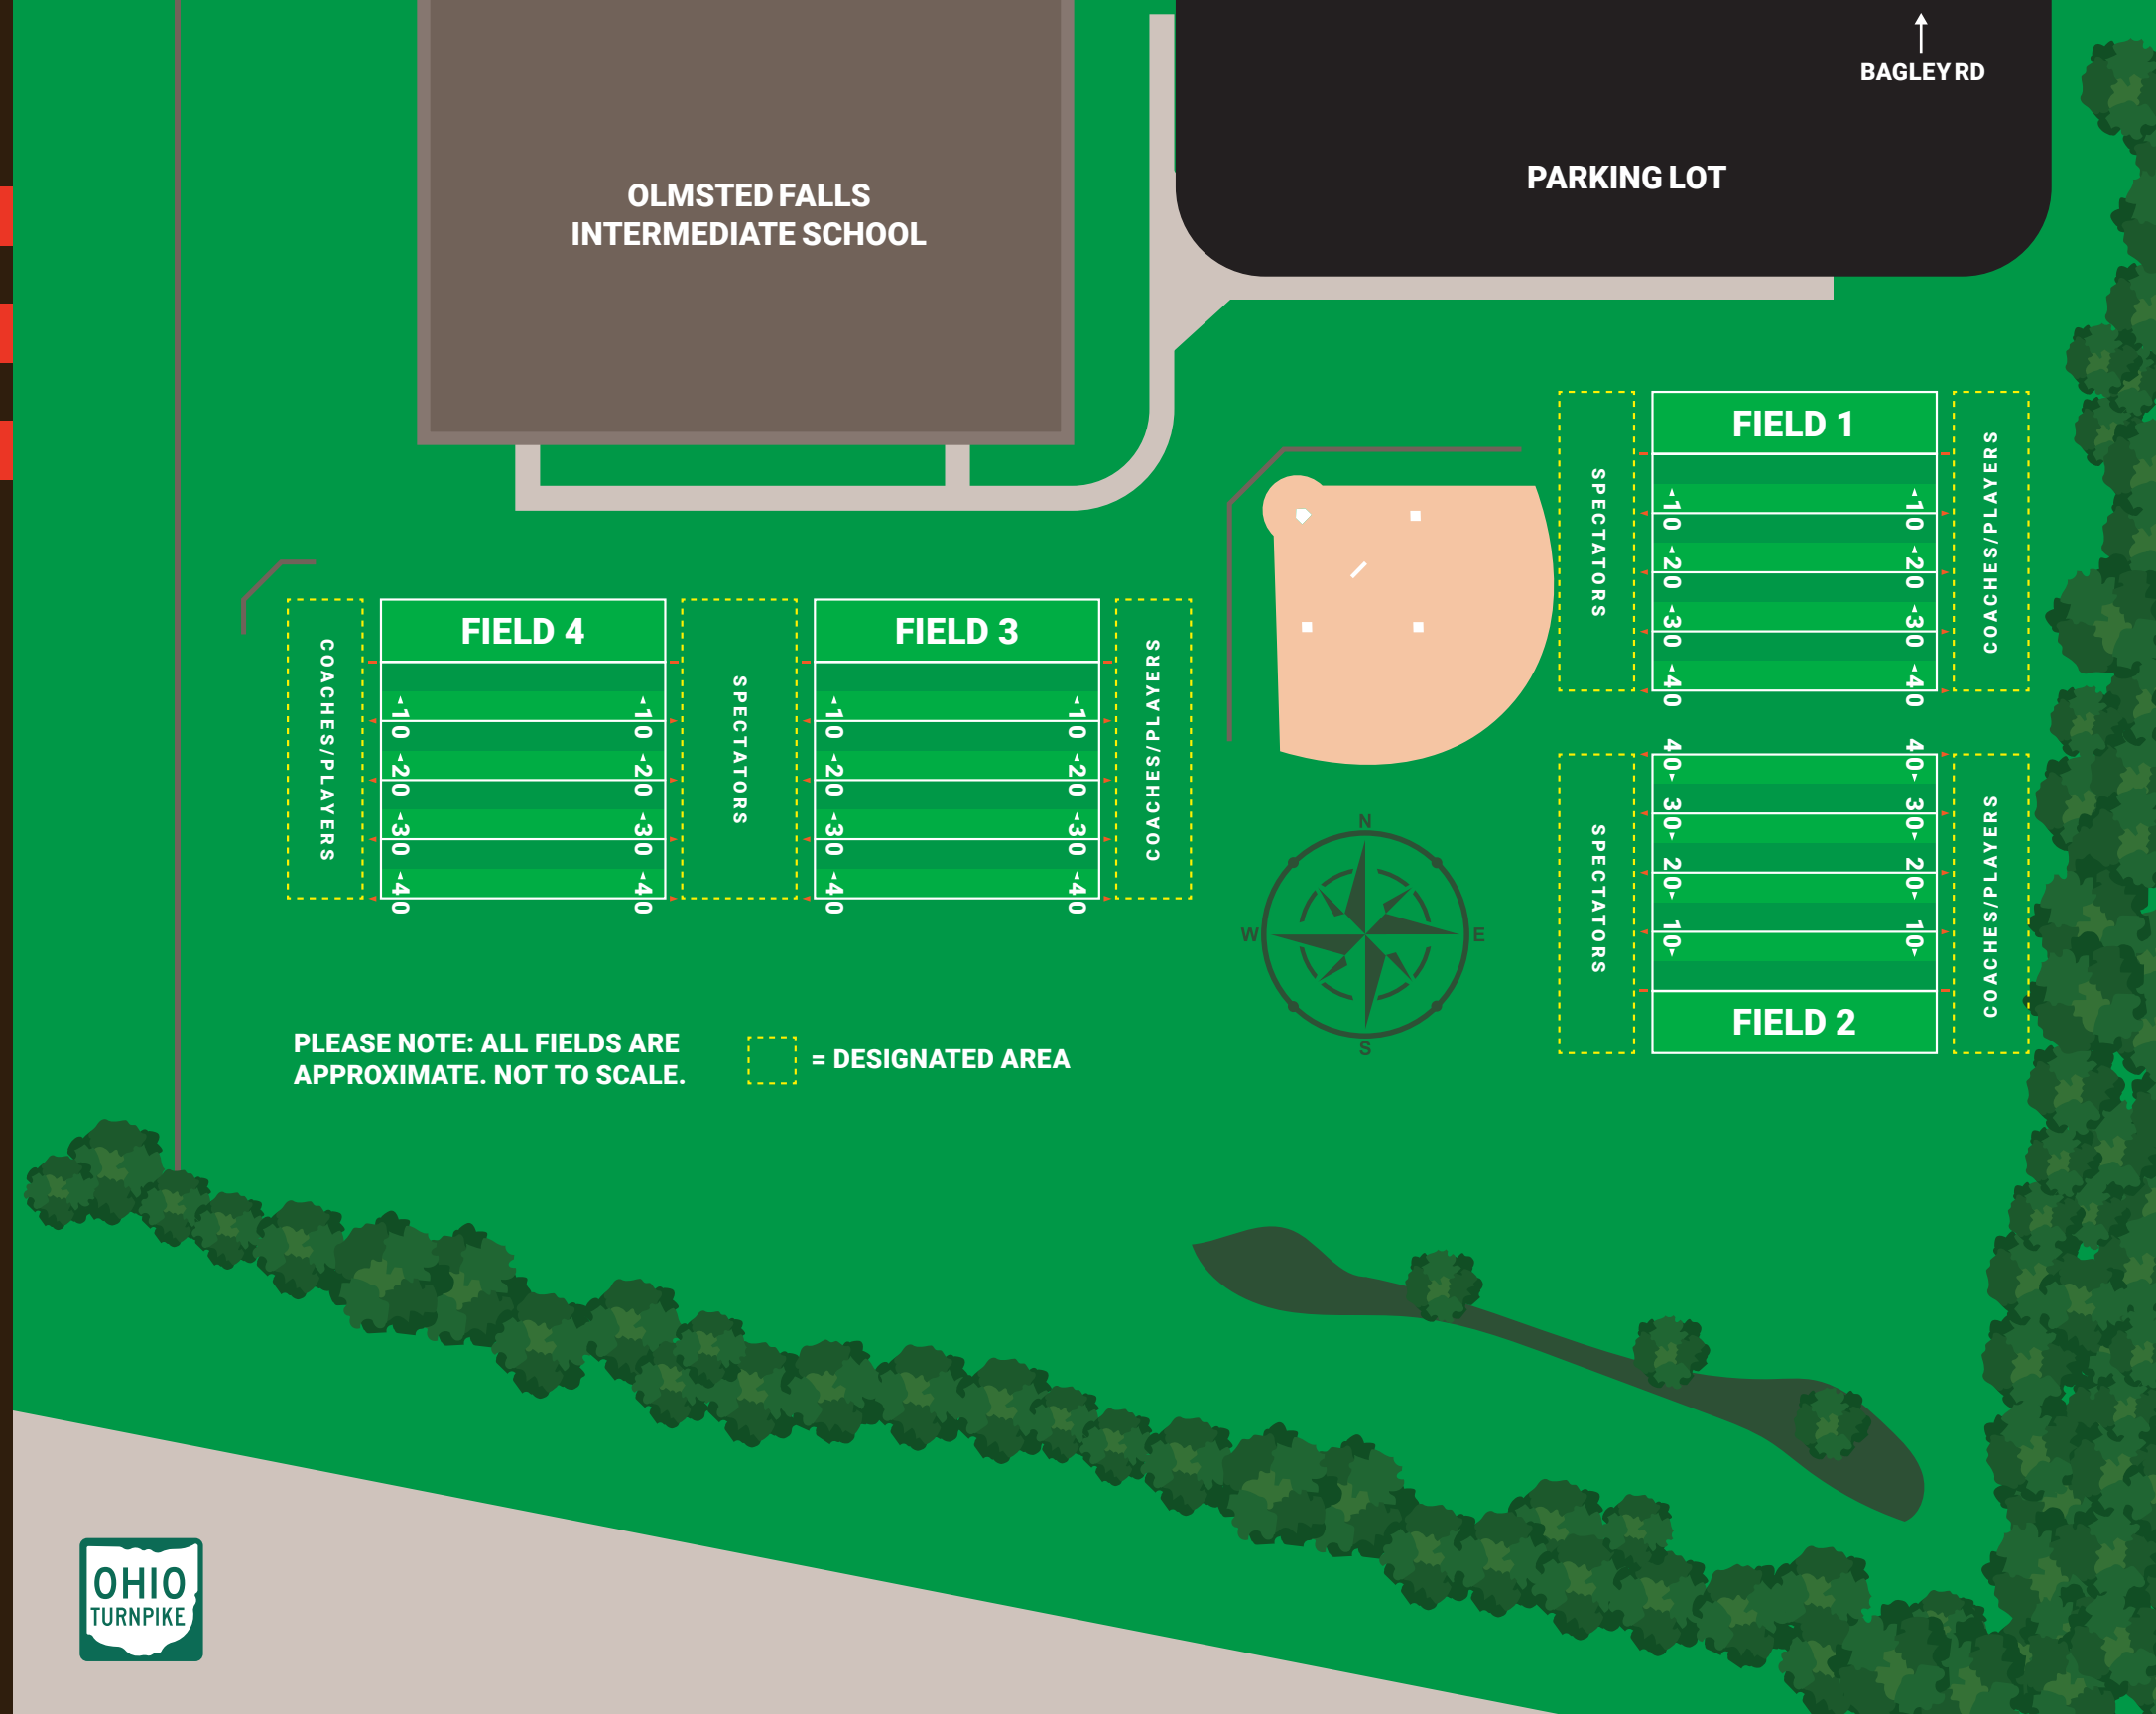 BAGLEY RD
PARKING LOT
OLMSTED FALLS
INTERMEDIATE SCHOOL
FIELD 1
SPECTATORS
COACHES/PLAYERS
10 10
20 20
30 30
40 40
FIELD 4
COACHES/PLAYERS
10 10
20 20
30 30
40 40
SPECTATORS
FIELD 3
COACHES/PLAYERS
10 10
20 20
30 30
40 40
40 40
30 30
20 20
10 10
SPECTATORS
COACHES/PLAYERS
FIELD 2
N
W E
S
PLEASE NOTE: ALL FIELDS ARE
APPROXIMATE. NOT TO SCALE.
= DESIGNATED AREA
OHIO
TURNPIKE